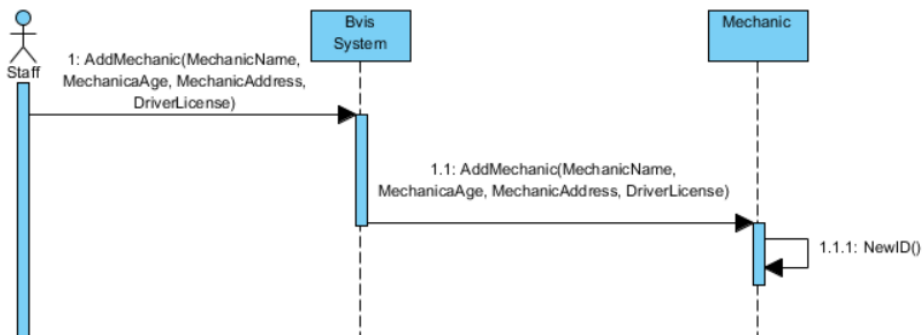 Staff
Bvis
System
Mechanic
1: AddMechanic(MechanicName,
MechanicaAge, MechanicAddress,
DriverLicense)
1.1: AddMechanic(MechanicName,
MechanicaAge, MechanicAddress, DriverLicense)
1.1.1: NewID()